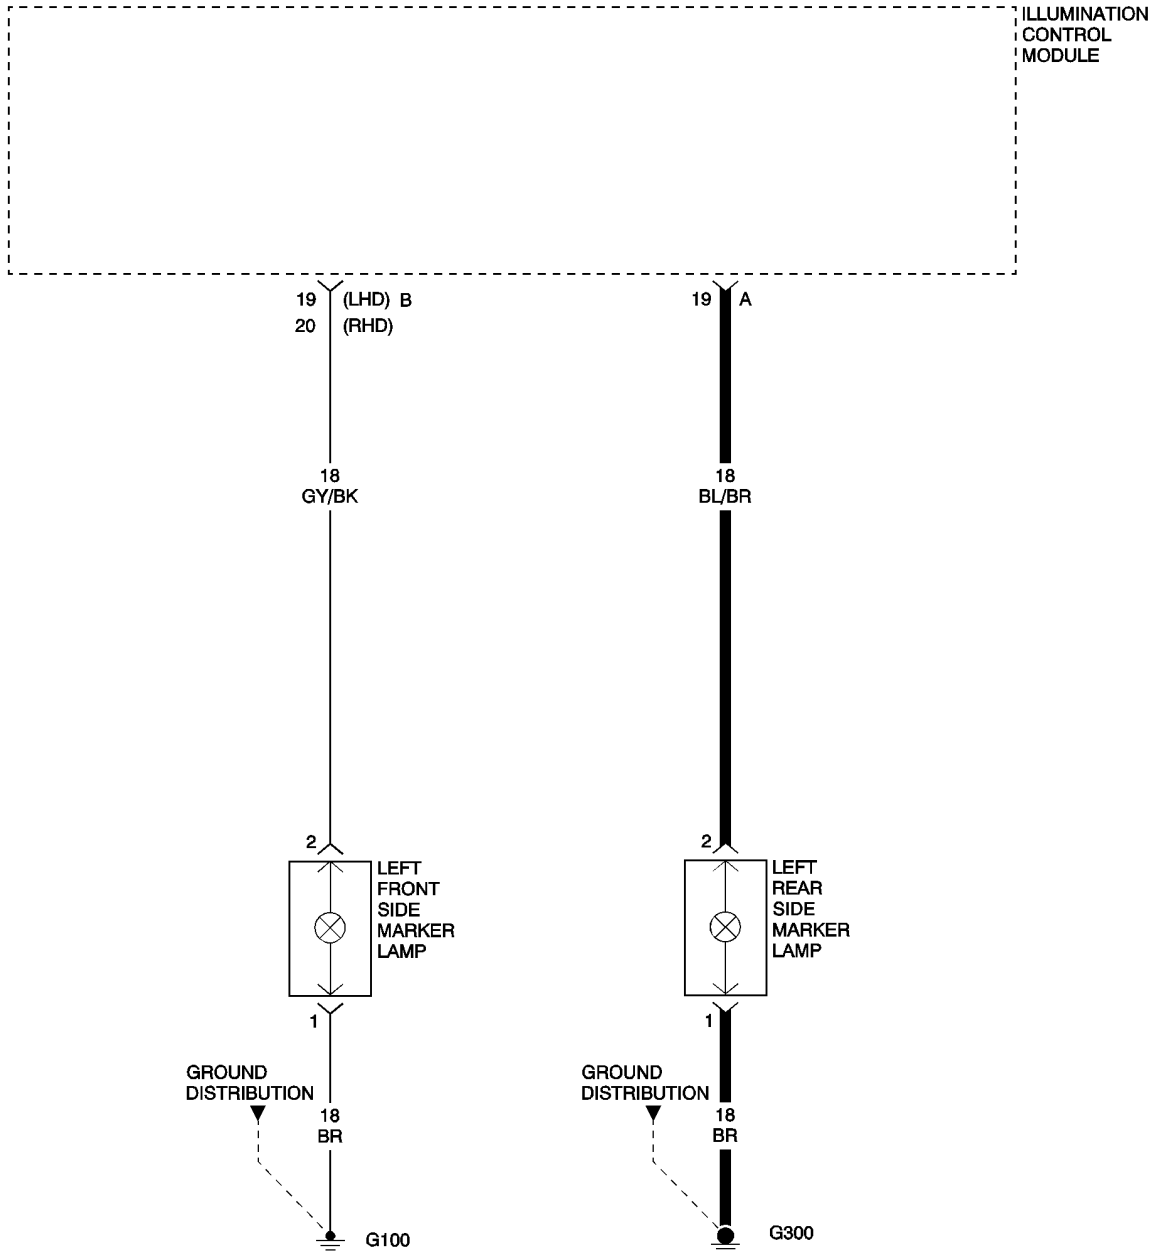 ILLUMINATION
CONTROL
MODULE
19 (LHD) B
20 (RHD)
19 A
18
GY/BK
18
BL/BR
2
LEFT
FRONT
SIDE
MARKER
LAMP
1
2
LEFT
REAR
SIDE
MARKER
LAMP
1
GROUND
DISTRIBUTION
18
BR
G100
GROUND
DISTRIBUTION
18
BR
G300